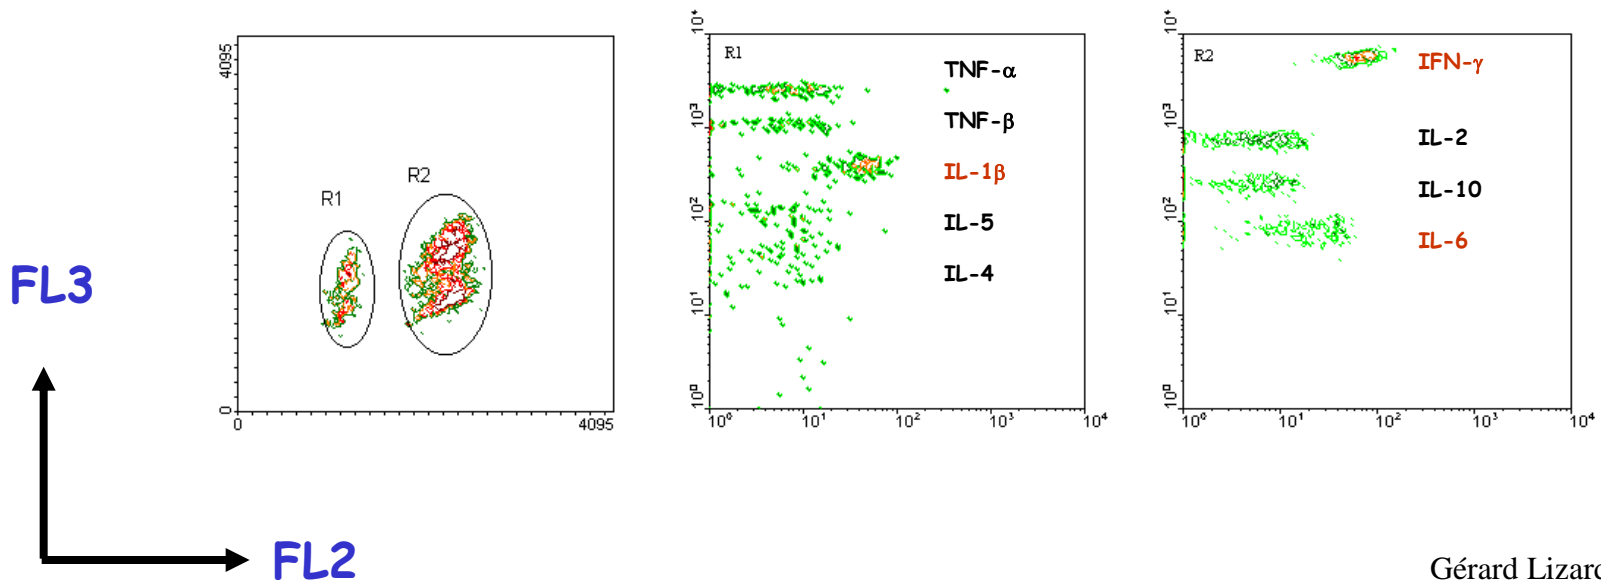 4095
0
0
4095
R1
R2
FL3
FL2
R1
10⁴
10³
10²
10¹
10⁰
10⁰
10¹
10²
10³
10⁴
TNF-α
TNF-β
IL-1β
IL-5
IL-4
R2
10⁴
10³
10²
10¹
10⁰
10⁰
10¹
10²
10³
10⁴
IFN-γ
IL-2
IL-10
IL-6
Gérard Lizard